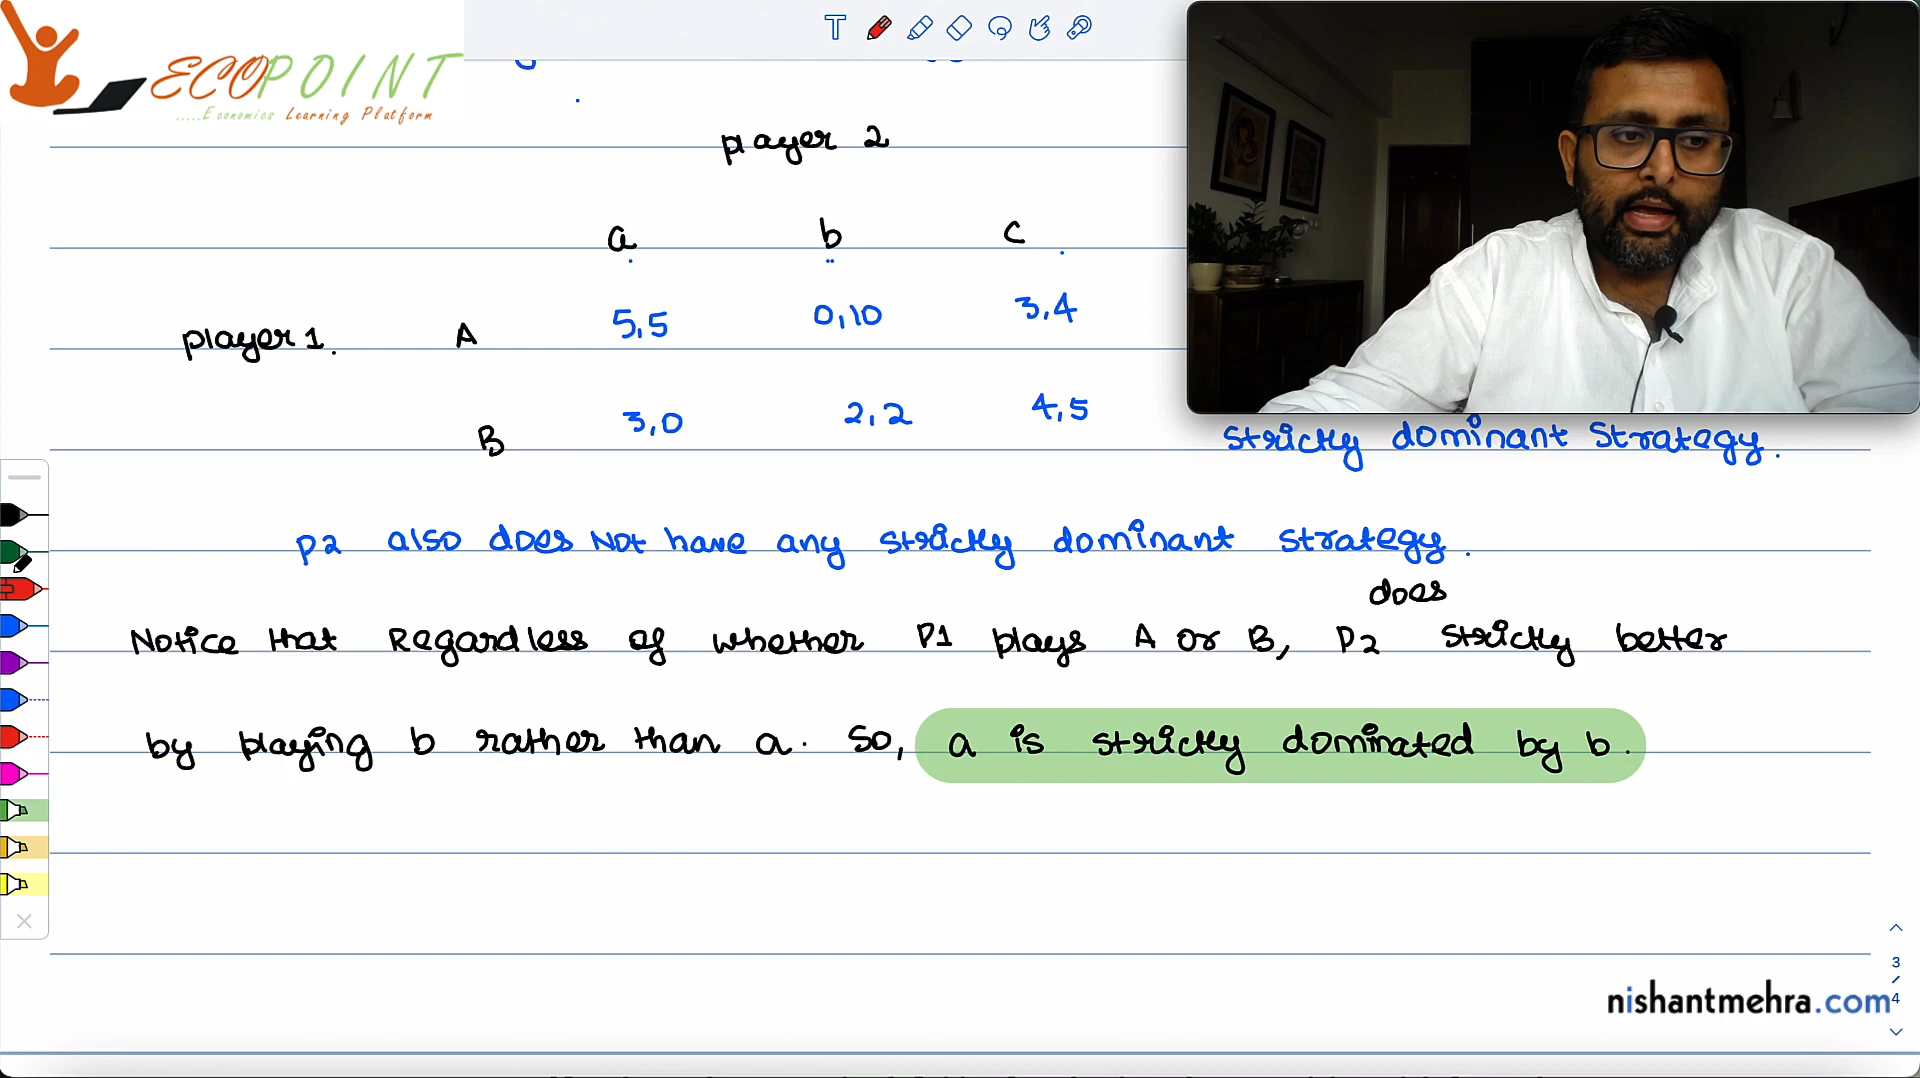 ECOPOINT
.....Economics Learning Platform
T
player 2
a b c
player 1. A 5,5 0,10 3,4
B 3,0 2,2 4,5
strictly dominant strategy.
P2 also does Not have any strictly dominant strategy.
does
Notice that Regardless of whether P1 plays A or B, P2 strictly better
by playing b rather than a. So, a is strictly dominated by b.
3
/
4
nishantmehra.com